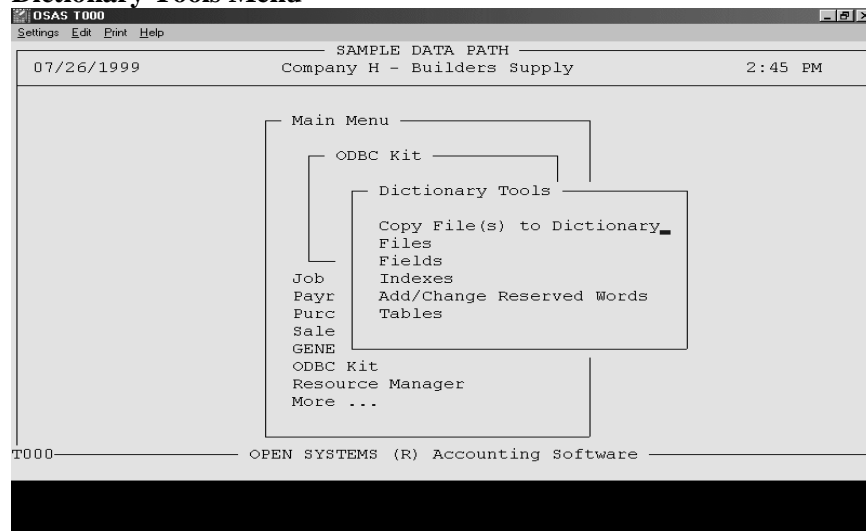 Dictionary Tools Menu
OSAS T000
Settings Edit Print Help
SAMPLE DATA PATH
07/26/1999 Company H - Builders Supply 2:45 PM
Main Menu
ODBC Kit
Dictionary Tools
Copy File(s) to Dictionary
Files
Fields
Job Indexes
Payr Add/Change Reserved Words
Purc Tables
Sale
GENE
ODBC Kit
Resource Manager
More ...
T000 OPEN SYSTEMS (R) Accounting Software